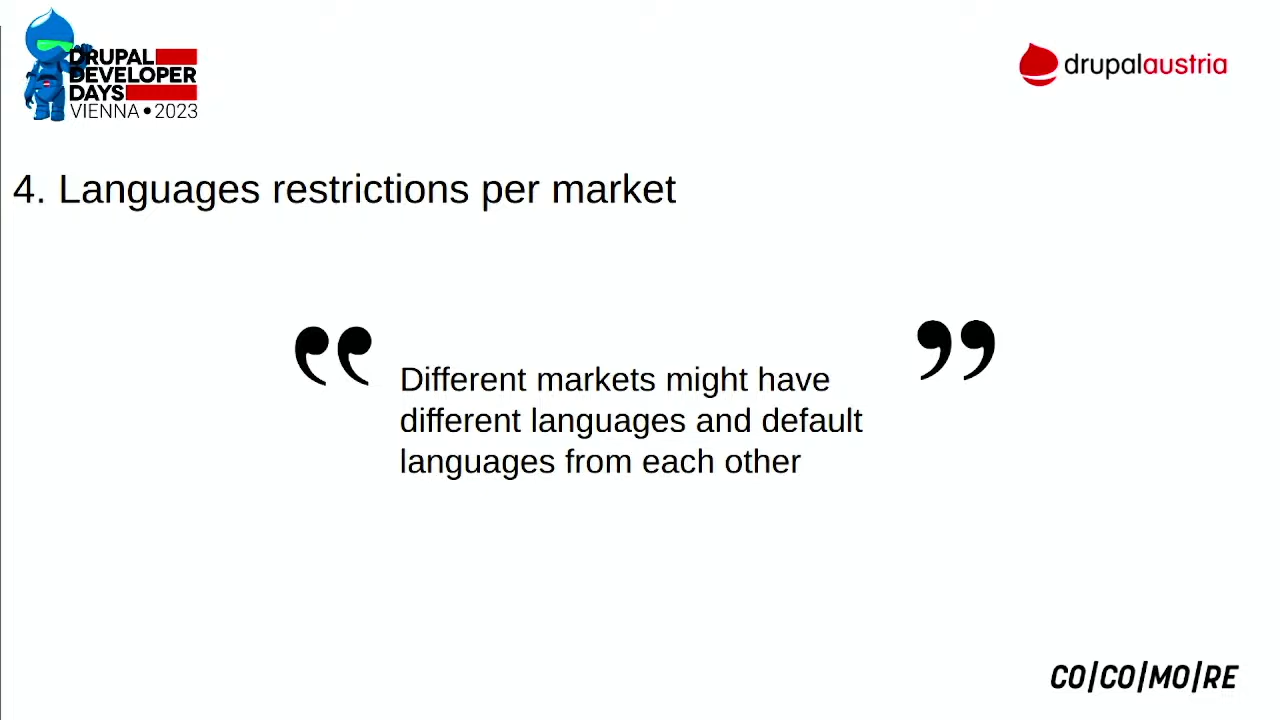 DRUPAL
DEVELOPER
DAYS
VIENNA • 2023
drupalaustria
4. Languages restrictions per market
❝ ❞
Different markets might have
different languages and default
languages from each other
CO|CO|MO|RE